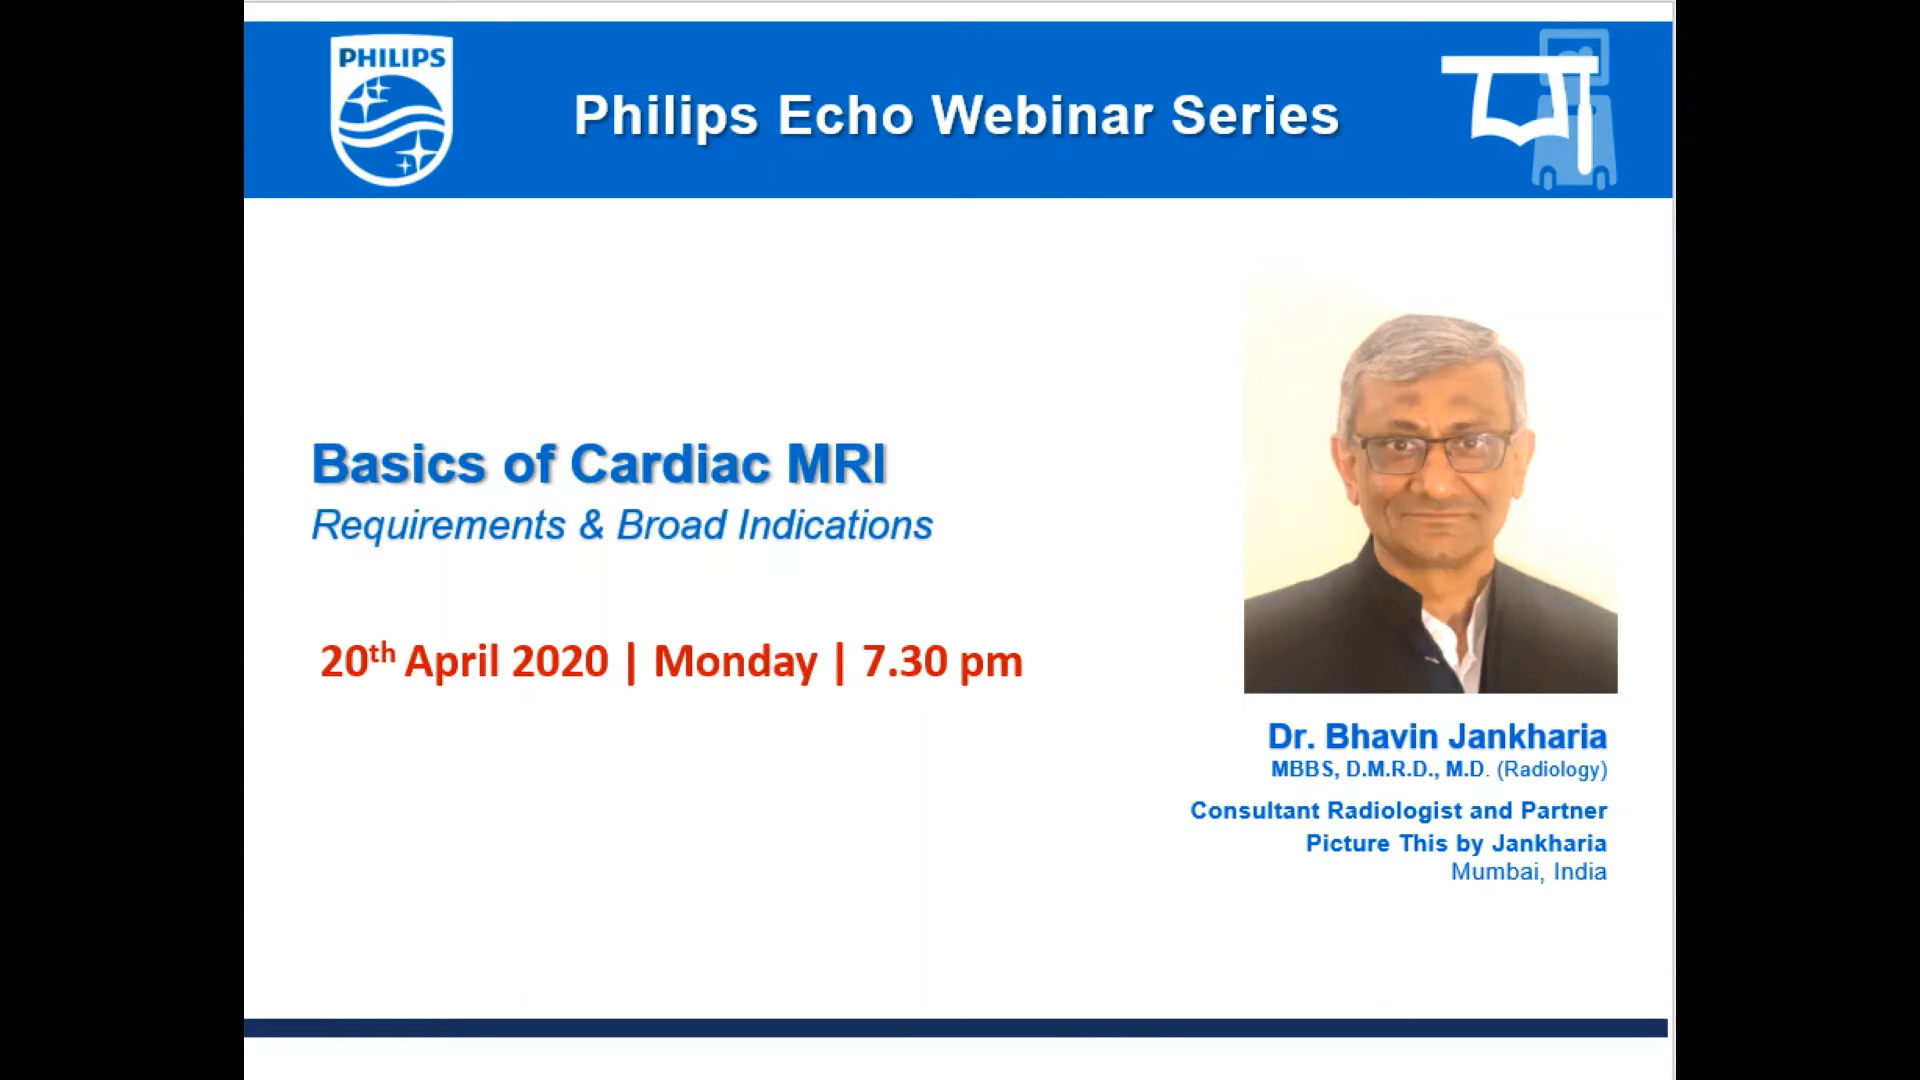 PHILIPS
Philips Echo Webinar Series
Basics of Cardiac MRI
Requirements & Broad Indications
20th April 2020 | Monday | 7.30 pm
Dr. Bhavin Jankharia
MBBS, D.M.R.D., M.D. (Radiology)
Consultant Radiologist and Partner
Picture This by Jankharia
Mumbai, India